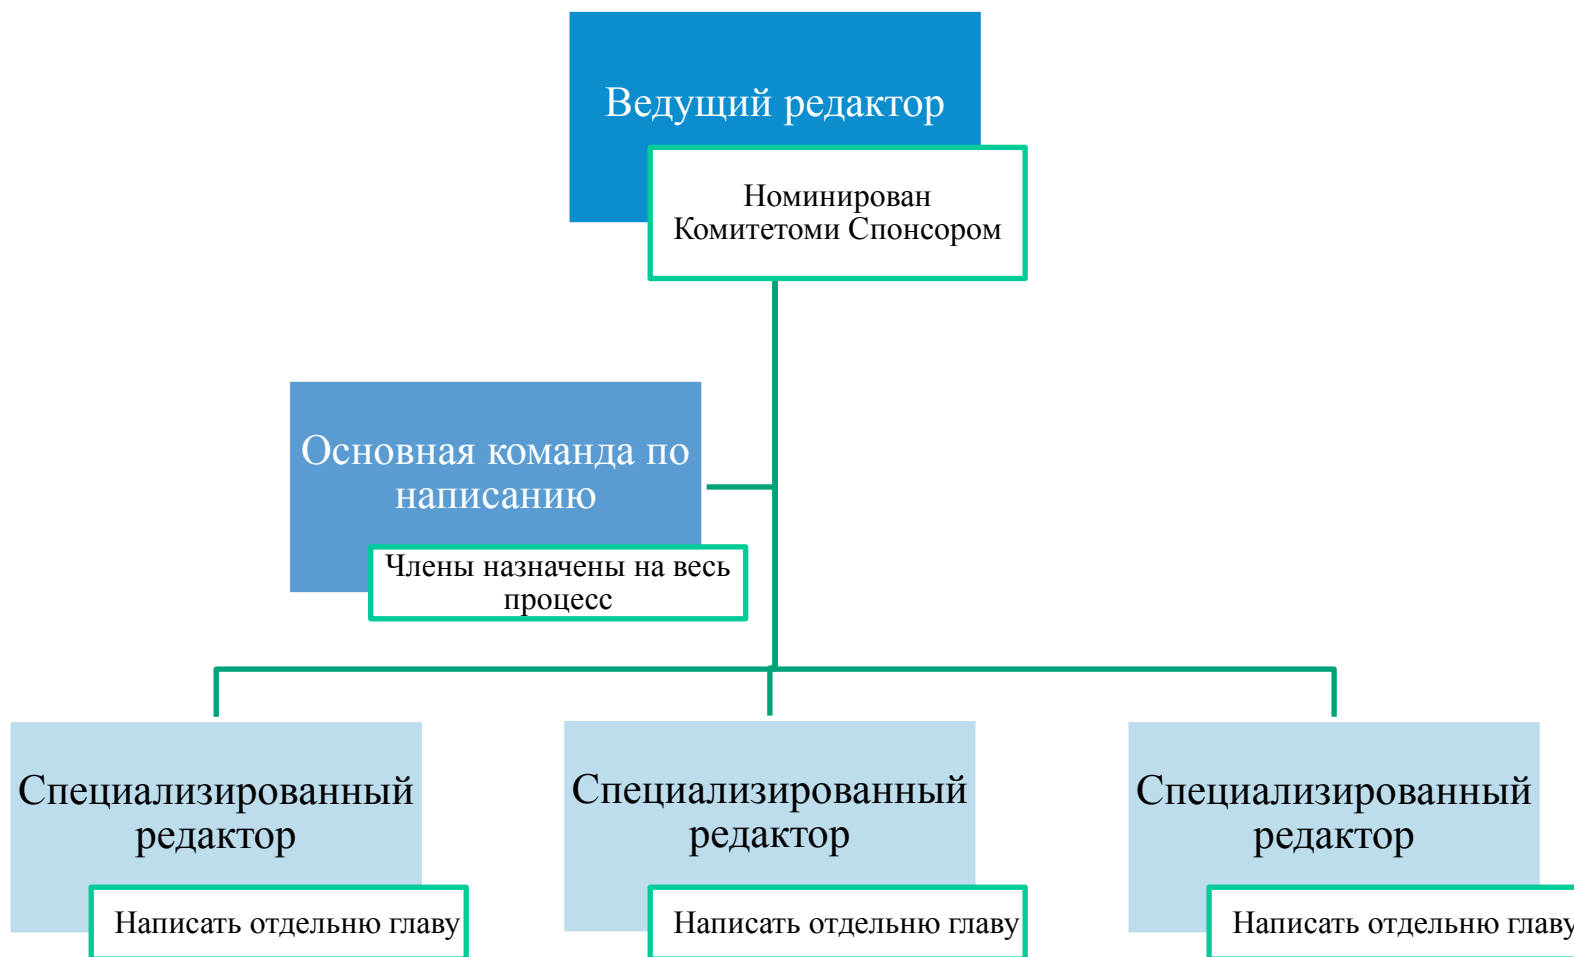 Ведущий редактор
Номинирован
Комитетоми Спонсором
Основная команда по
написанию
Члены назначены на весь
процесс
Специализированный
редактор
Написать отдельню главу
Специализированный
редактор
Написать отдельню главу
Специализированный
редактор
Написать отдельню главу